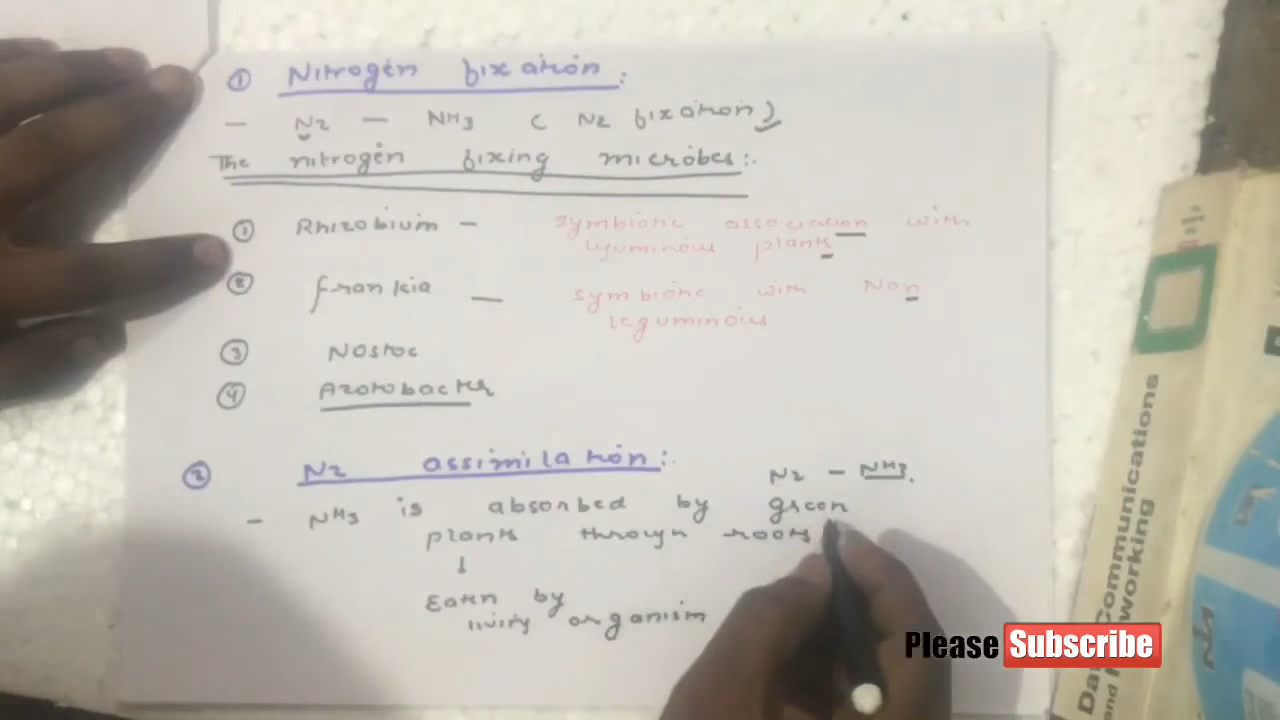 ① Nitrogen fixation:
— N2 — NH3 ( N2 fixation )
The nitrogen fixing microbes:.
① Rhizobium — symbiotic association with
leguminous plants
② frankia — symbiotic with Non
leguminous
③ Nostoc
④ Azotobacter
② N2 assimilation:.
N2 — NH3.
— NH3 is absorbed by green
plants through roots
↓
Eaten by
living organism
Please Subscribe
Communications
working